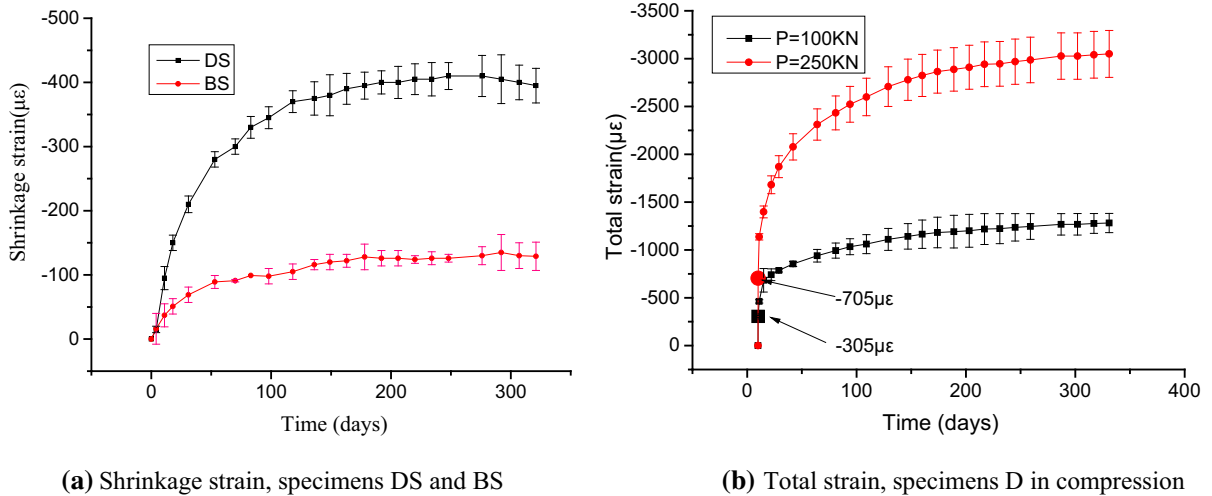 -500
-400
-300
-200
-100
0
Shrinkage strain(με)
DS
BS
0
100
200
300
Time (days)
(a) Shrinkage strain, specimens DS and BS
-3500
-3000
-2500
-2000
-1500
-1000
-500
0
Total strain(με)
P=100KN
P=250KN
-705με
-305με
0
100
200
300
400
Time (days)
(b) Total strain, specimens D in compression